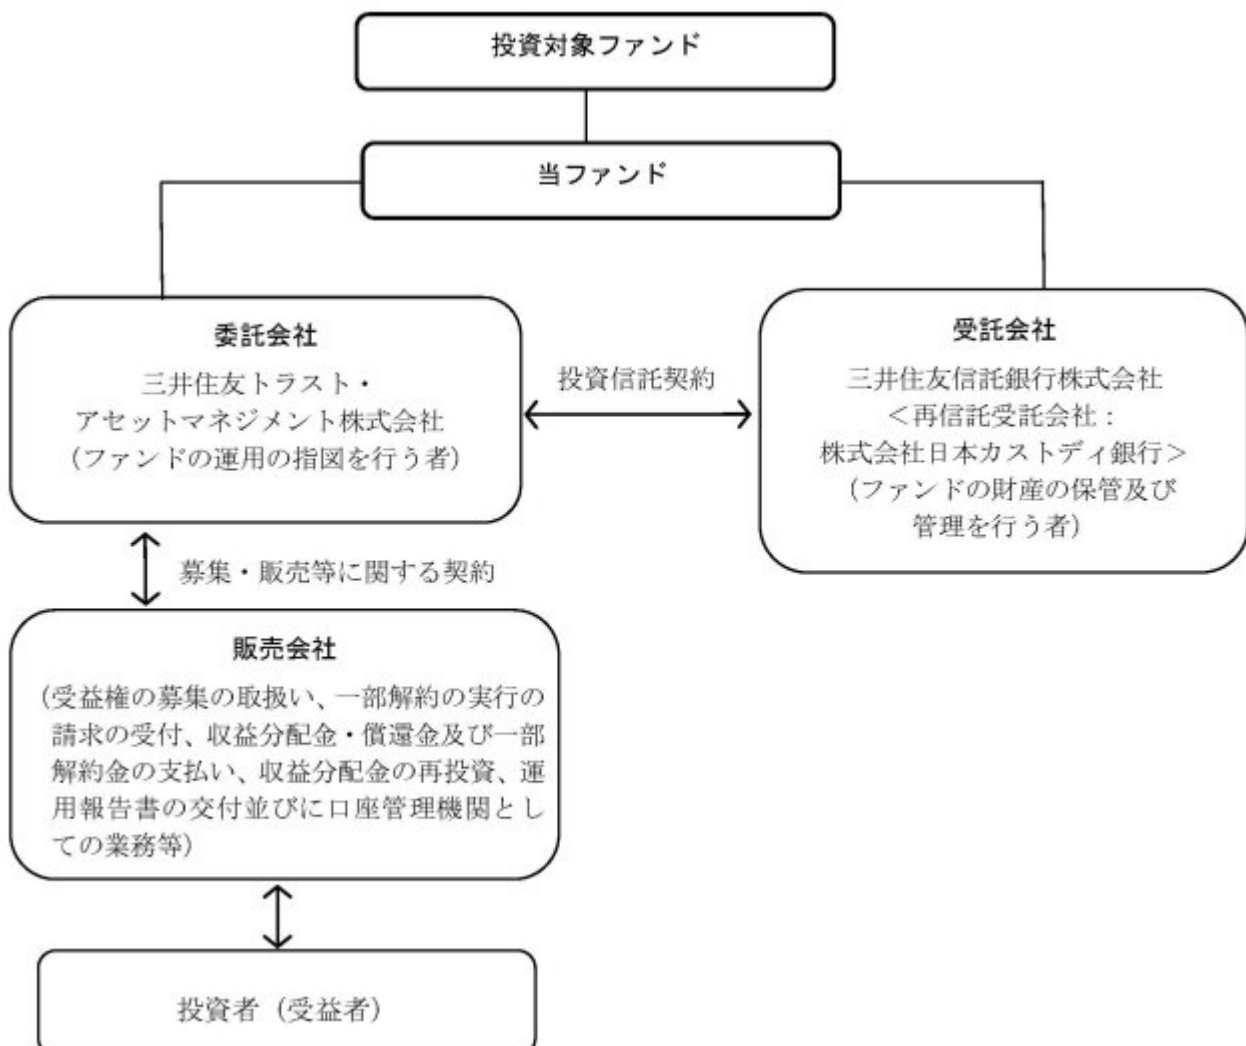 投資対象ファンド
当ファンド
委託会社
三井住友トラスト・
アセットマネジメント株式会社
（ファンドの運用の指図を行う者）
投資信託契約
受託会社
三井住友信託銀行株式会社
＜再信託受託会社：
株式会社日本カストディ銀行＞
（ファンドの財産の保管及び
管理を行う者）
募集・販売等に関する契約
販売会社
（受益権の募集の取扱い、一部解約の実行の
請求の受付、収益分配金・償還金及び一部
解約金の支払い、収益分配金の再投資、運
用報告書の交付並びに口座管理機関とし
ての業務等）
投資者（受益者）